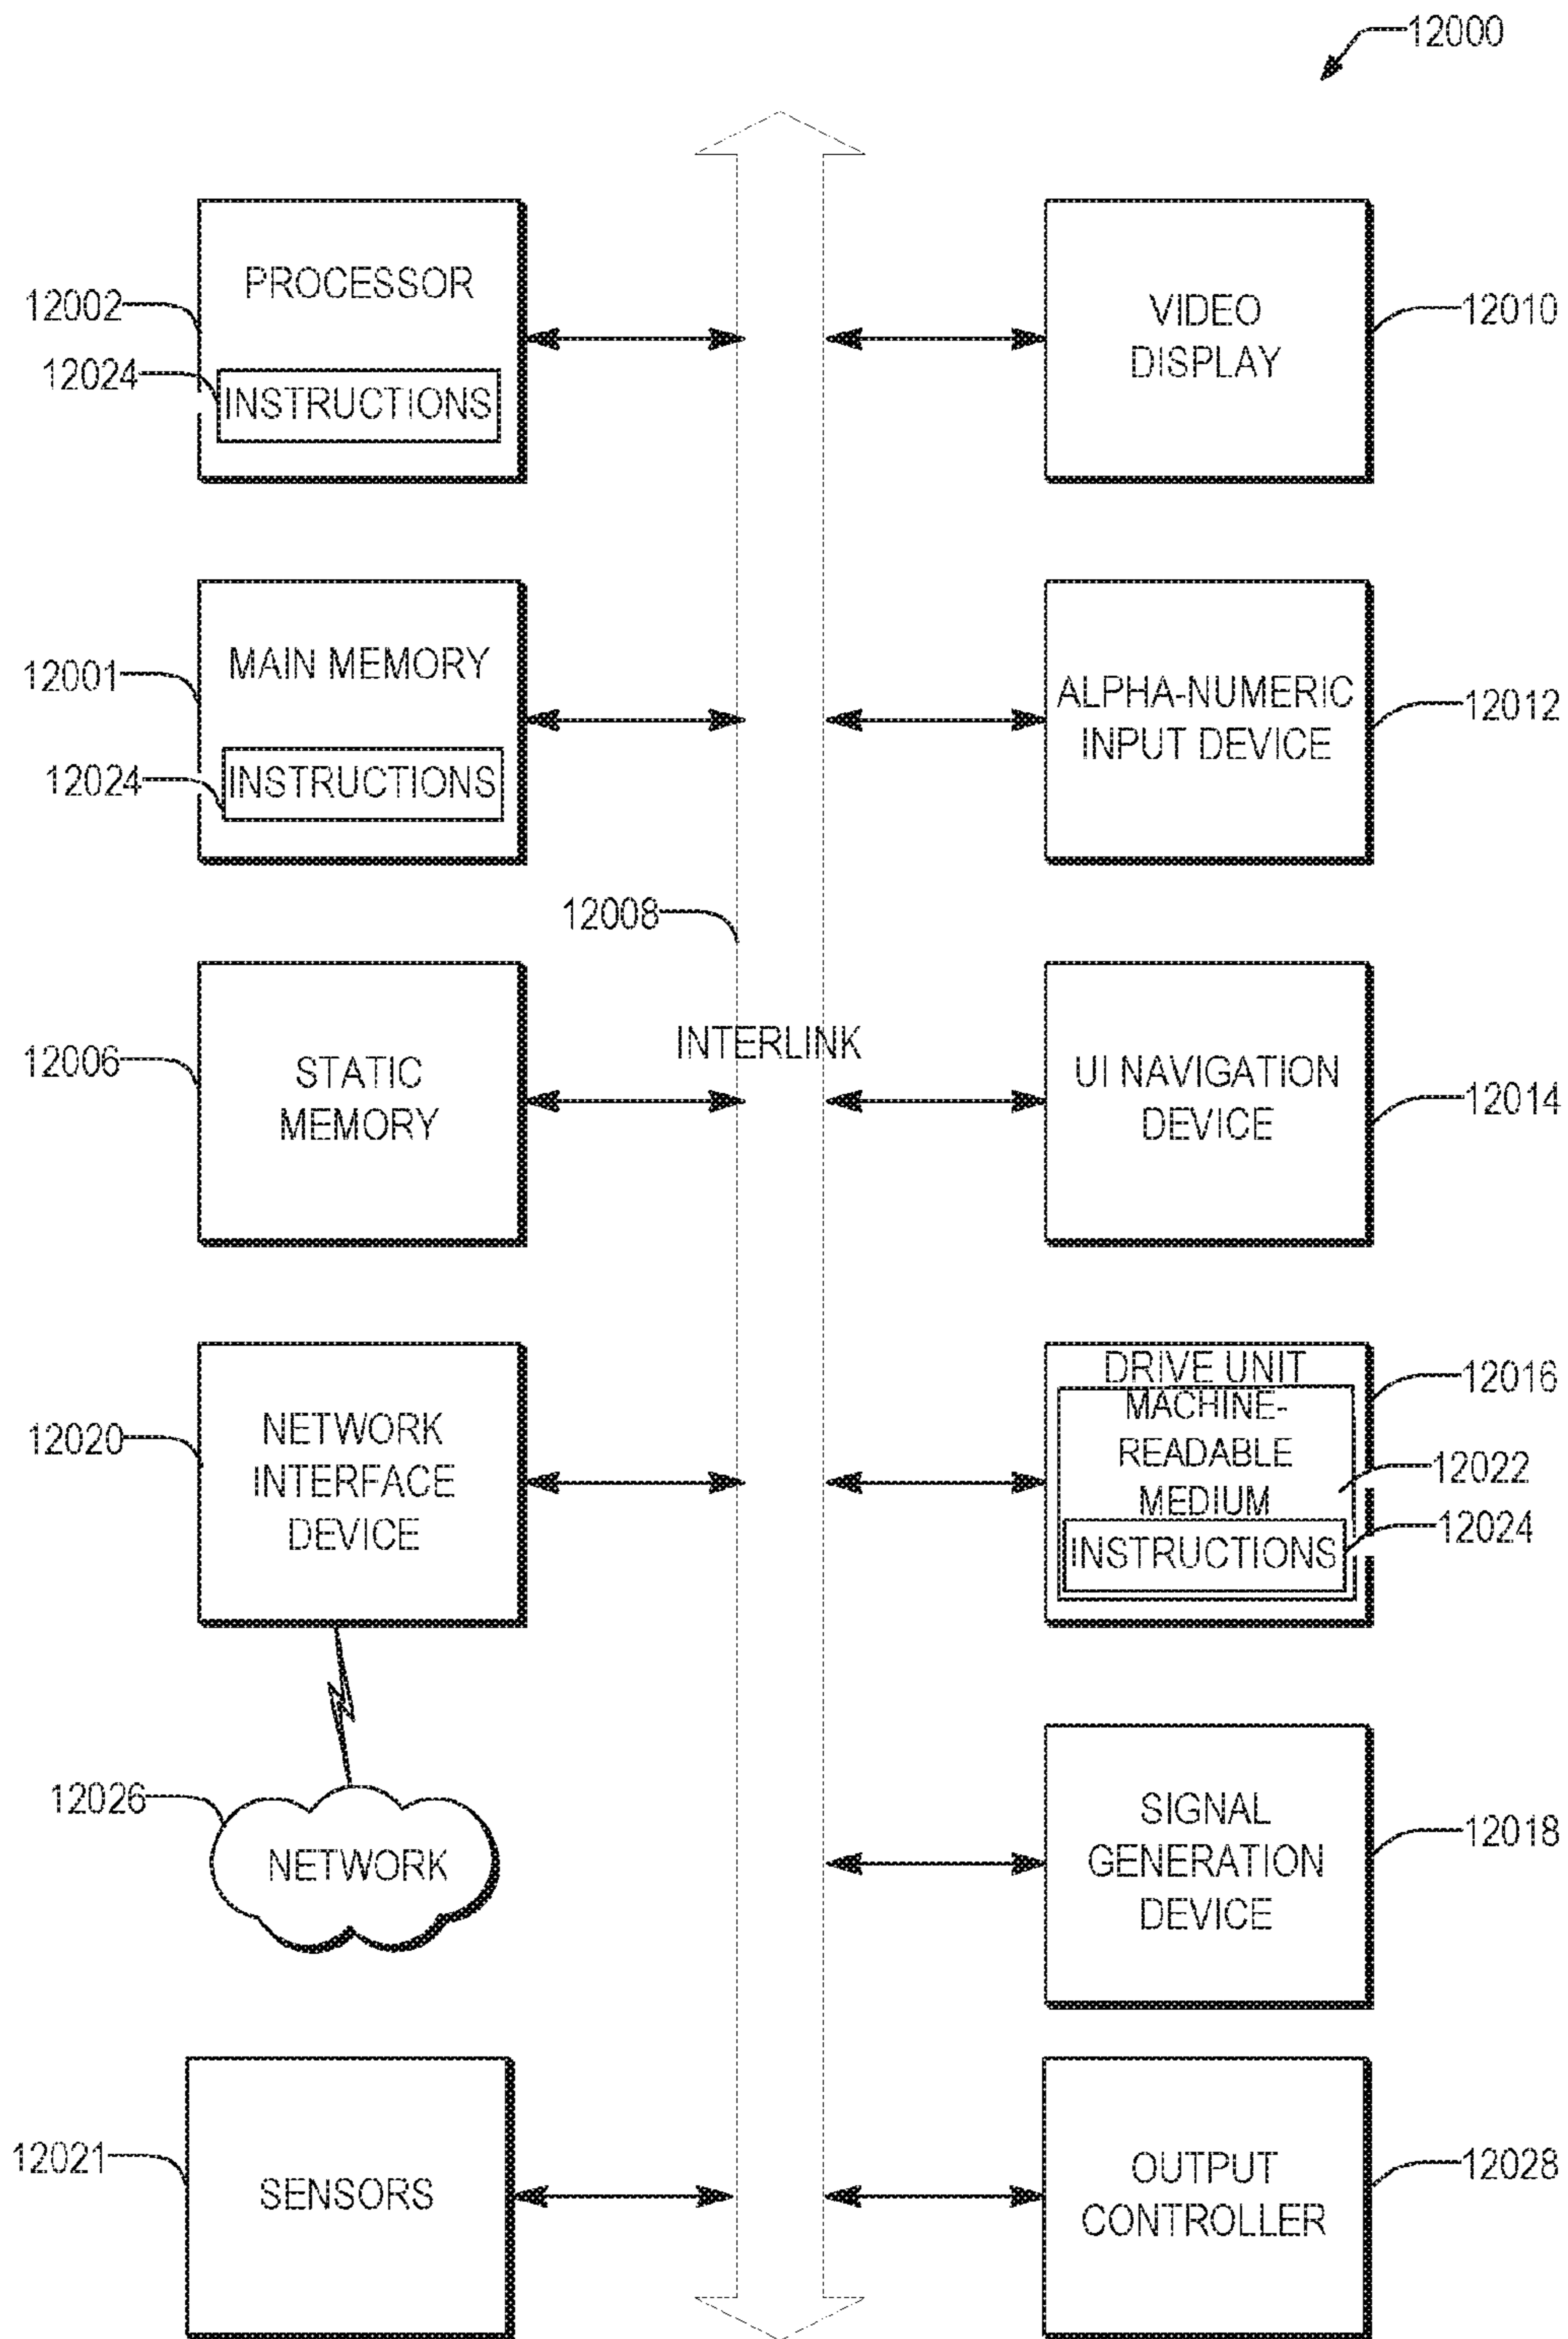 12000
PROCESSOR
12002
12024
INSTRUCTIONS
VIDEO
DISPLAY
12010
MAIN MEMORY
12001
12024
INSTRUCTIONS
ALPHA-NUMERIC
INPUT DEVICE
12012
12008
INTERLINK
12006
STATIC
MEMORY
UI NAVIGATION
DEVICE
12014
12020
NETWORK
INTERFACE
DEVICE
DRIVE UNIT
12016
MACHINE-
READABLE
MEDIUM
12022
INSTRUCTIONS
12024
12026
NETWORK
SIGNAL
GENERATION
DEVICE
12018
12021
SENSORS
OUTPUT
CONTROLLER
12028